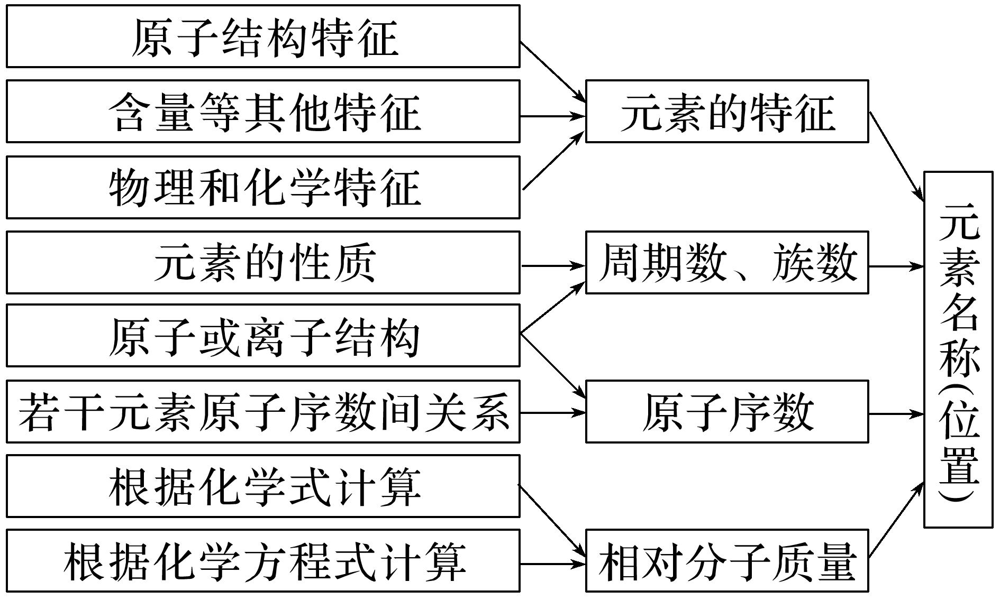 原子结构特征
含量等其他特征
物理和化学特征
元素的性质
原子或离子结构
若干元素原子序数间关系
根据化学式计算
根据化学方程式计算
元素的特征
周期数、族数
原子序数
相对分子质量
元素名称(位置)